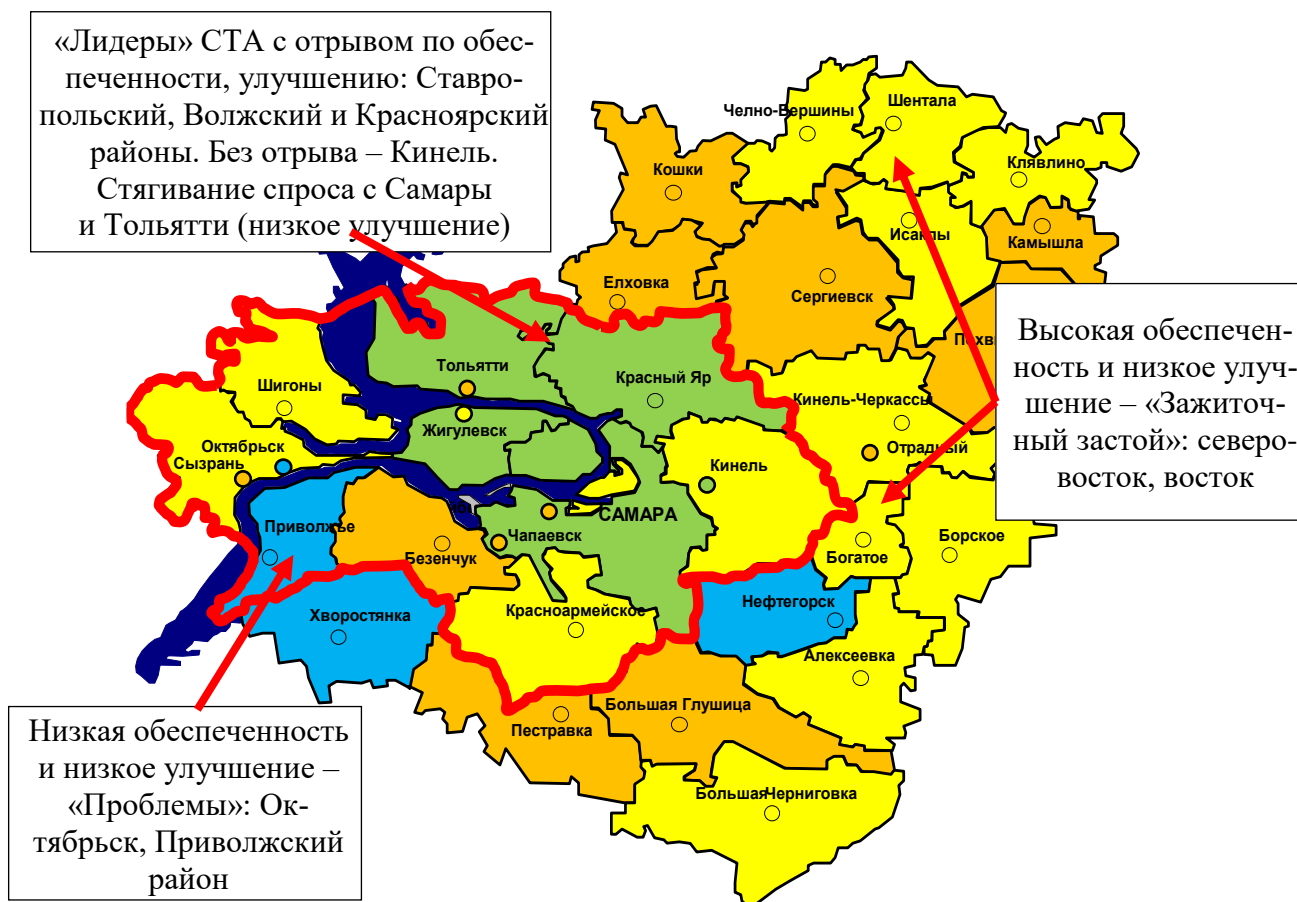 «Лидеры» СТА с отрывом по обес-
печенности, улучшению: Ставро-
польский, Волжский и Красноярский
районы. Без отрыва – Кинель.
Стягивание спроса с Самары
и Тольятти (низкое улучшение)
Челно-Вершины
Шентала
Клявлино
Кошки
Исаклы
Камышла
Елховка
Сергиевск
Высокая обеспечен-
ность и низкое улуч-
шение – «Зажиточ-
ный застой»: северо-
восток, восток
Тольятти
Красный Яр
Шигоны
Кинель-Черкассы
Жигулевск
Отрадный
Октябрьск
Сызрань
Кинель
САМАРА
Приволжье
Чапаевск
Безенчук
Богатое
Борское
Хворостянка
Красноармейское
Нефтегорск
Алексеевка
Большая Глушица
Пестравка
Большая Черниговка
Низкая обеспеченность
и низкое улучшение –
«Проблемы»: Ок-
тябрьск, Приволжский
район